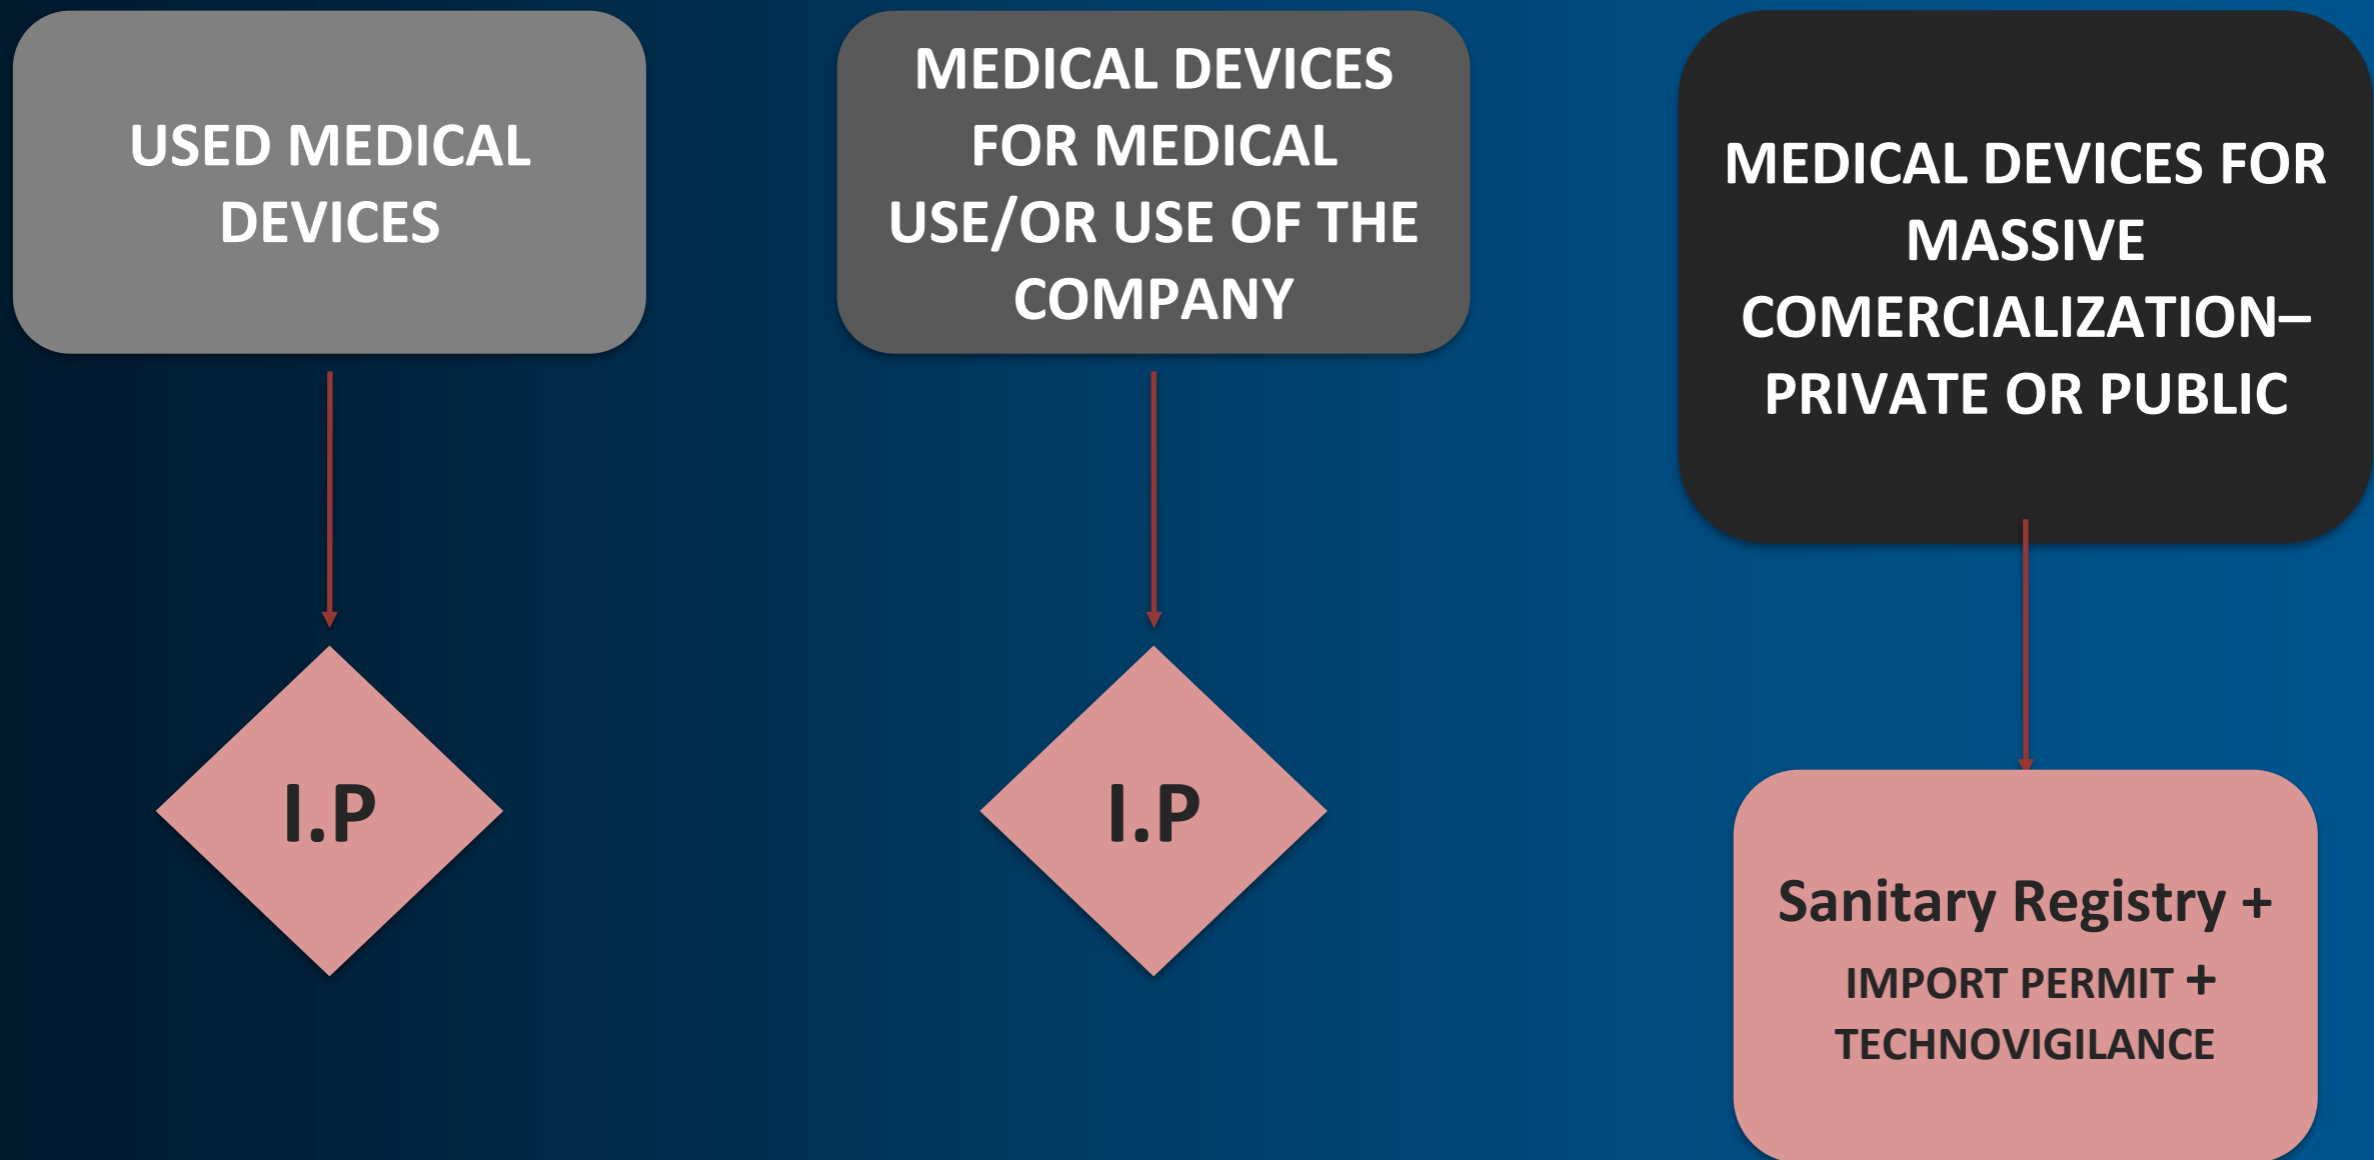 USED MEDICAL
DEVICES
MEDICAL DEVICES
FOR MEDICAL
USE/OR USE OF THE
COMPANY
MEDICAL DEVICES FOR
MASSIVE
COMERCIALIZATION–
PRIVATE OR PUBLIC
I.P
I.P
Sanitary Registry +
IMPORT PERMIT +
TECHNOVIGILANCE